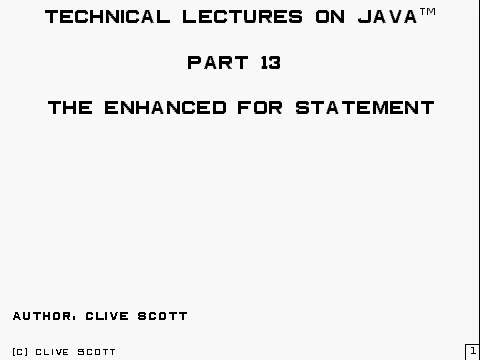 TECHNICAL LECTURES ON JAVA™
PART 13
THE ENHANCED FOR STATEMENT
AUTHOR: CLIVE SCOTT
(C) CLIVE SCOTT
1